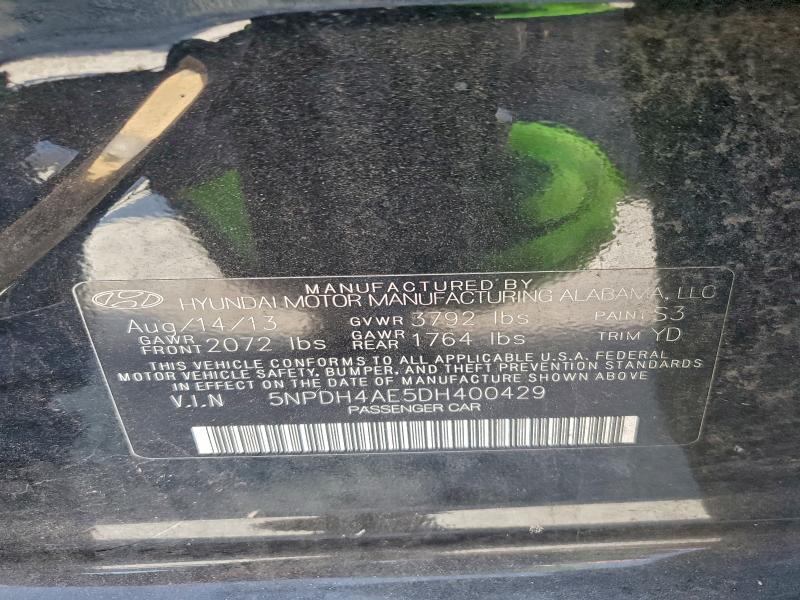 MANUFACTURED BY
HYUNDAI MOTOR MANUFACTURING ALABAMA, LLC
Aug/14/13 GVWR 3792 lbs PAINT S3
GAWR FRONT 2072 lbs GAWR REAR 1764 lbs TRIM YD
THIS VEHICLE CONFORMS TO ALL APPLICABLE U.S.A. FEDERAL
MOTOR VEHICLE SAFETY, BUMPER, AND THEFT PREVENTION STANDARDS
IN EFFECT ON THE DATE OF MANUFACTURE SHOWN ABOVE
V.I.N 5NPDH4AE5DH400429
PASSENGER CAR